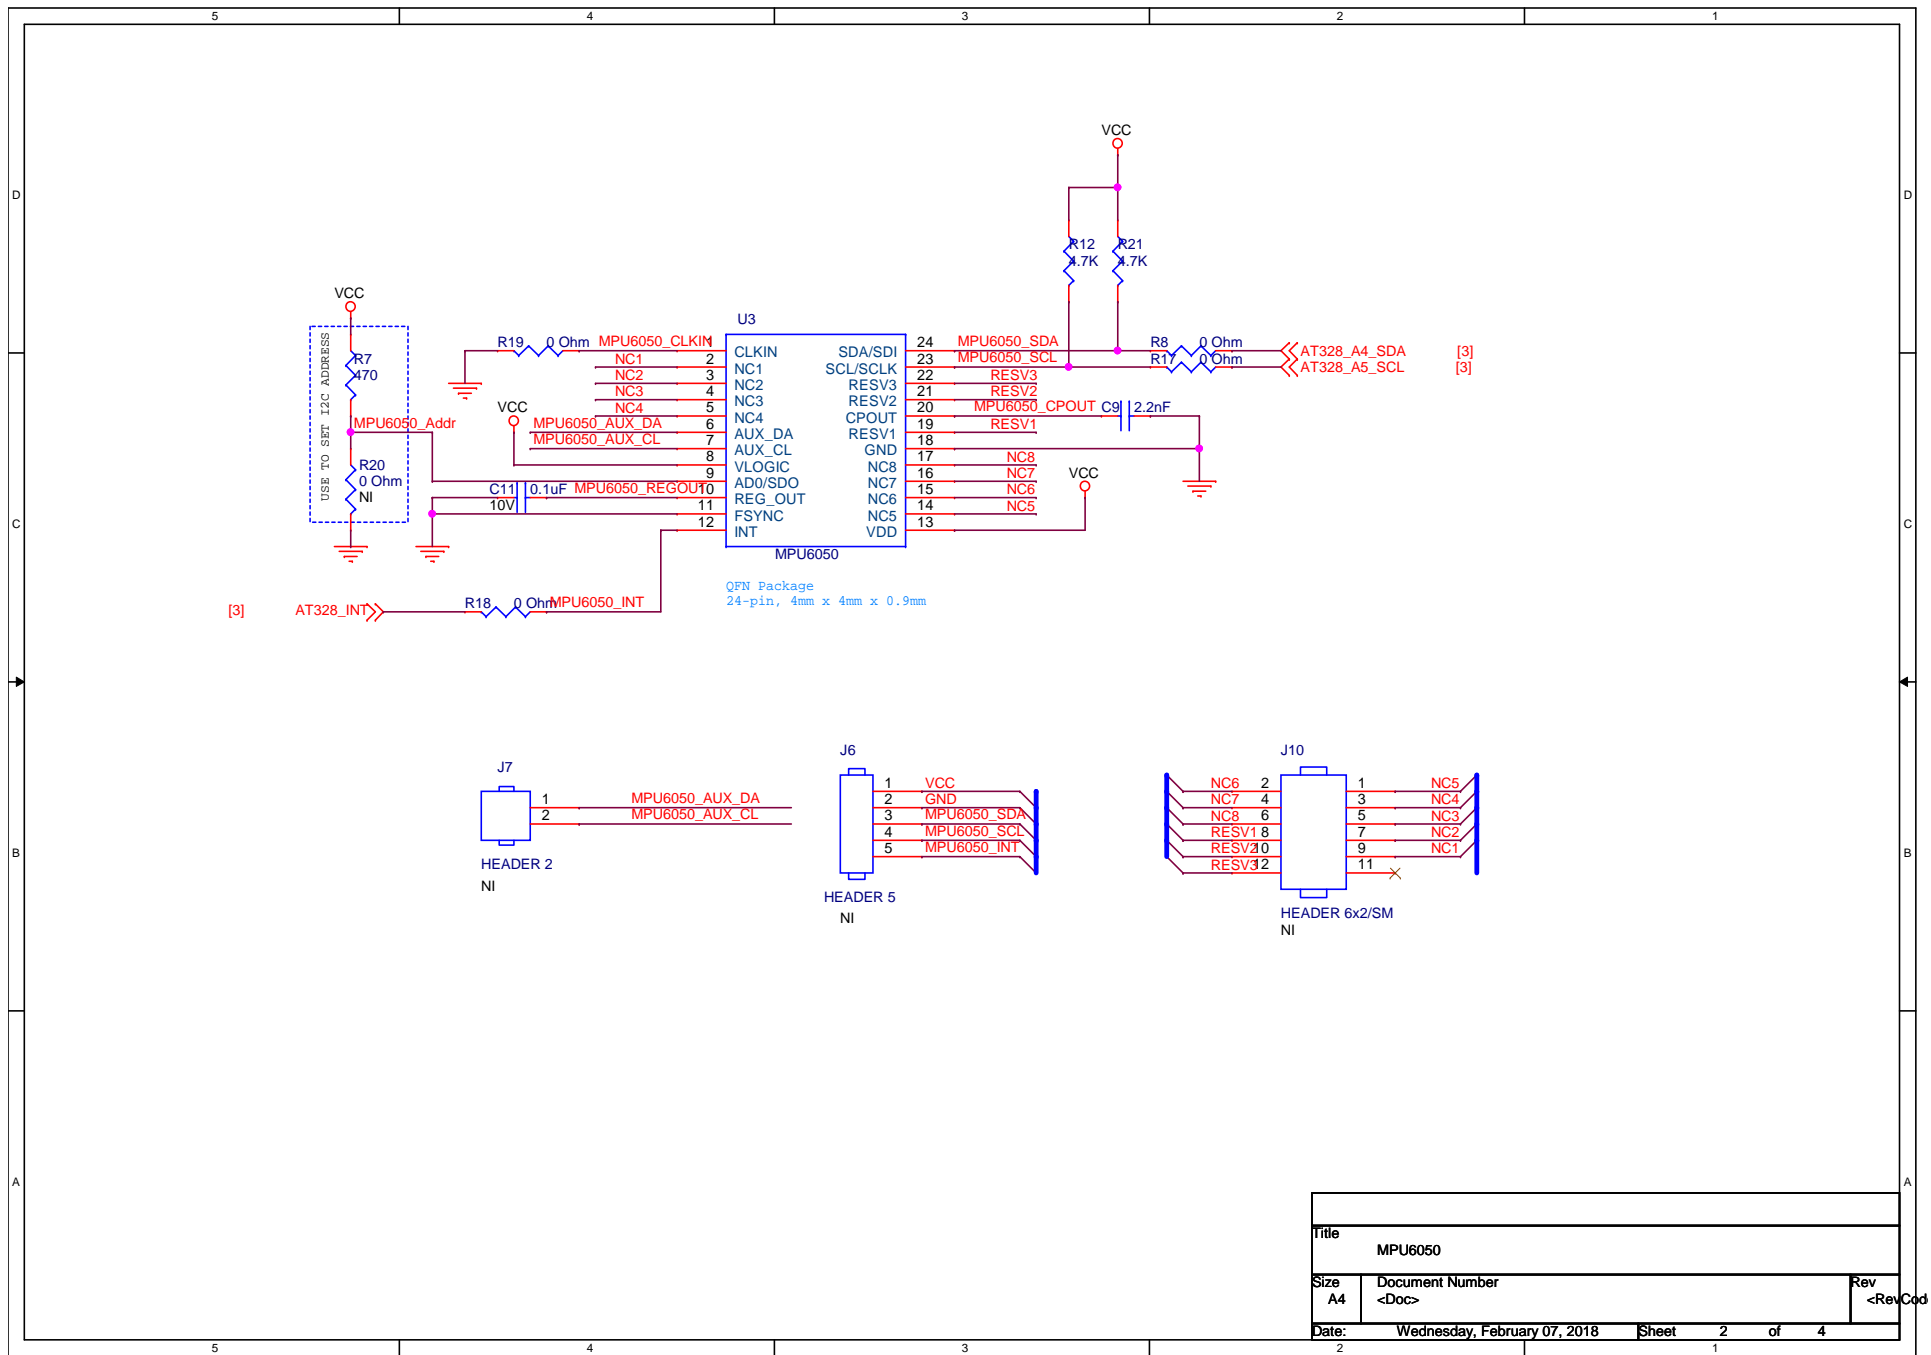 5 4 3 2 1
D D
C C
B B
A A
VCC
R12 4.7K
R21 4.7K
VCC
USE TO SET I2C ADDRESS
R7
470
MPU6050_Addr
R20
0 Ohm
NI
R19 0 Ohm MPU6050_CLKIN
NC1
NC2
NC3
NC4
VCC
MPU6050_AUX_DA
MPU6050_AUX_CL
C11 0.1uF MPU6050_REGOUT
10V
U3
1 CLKIN
2 NC1
3 NC2
4 NC3
5 NC4
6 AUX_DA
7 AUX_CL
8 VLOGIC
9 AD0/SDO
10 REG_OUT
11 FSYNC
12 INT
SDA/SDI 24
SCL/SCLK 23
RESV3 22
RESV2 21
CPOUT 20
RESV1 19
GND 18
NC8 17
NC7 16
NC6 15
NC5 14
VDD 13
MPU6050
QFN Package
24-pin, 4mm x 4mm x 0.9mm
MPU6050_SDA R8 0 Ohm AT328_A4_SDA [3]
MPU6050_SCL R17 0 Ohm AT328_A5_SCL [3]
RESV3
RESV2
MPU6050_CPOUT C9 2.2nF
RESV1
NC8
NC7
NC6
NC5
VCC
[3] AT328_INT R18 0 Ohm MPU6050_INT
J7
1 MPU6050_AUX_DA
2 MPU6050_AUX_CL
HEADER 2
NI
J6
1 VCC
2 GND
3 MPU6050_SDA
4 MPU6050_SCL
5 MPU6050_INT
HEADER 5
NI
J10
NC6 2 1 NC5
NC7 4 3 NC4
NC8 6 5 NC3
RESV1 8 7 NC2
RESV2 10 9 NC1
RESV3 12 11
HEADER 6x2/SM
NI
Title
MPU6050
Size Document Number Rev
A4 <Doc> <RevCod
Date: Wednesday, February 07, 2018 Sheet 2 of 4
5 4 3 2 1